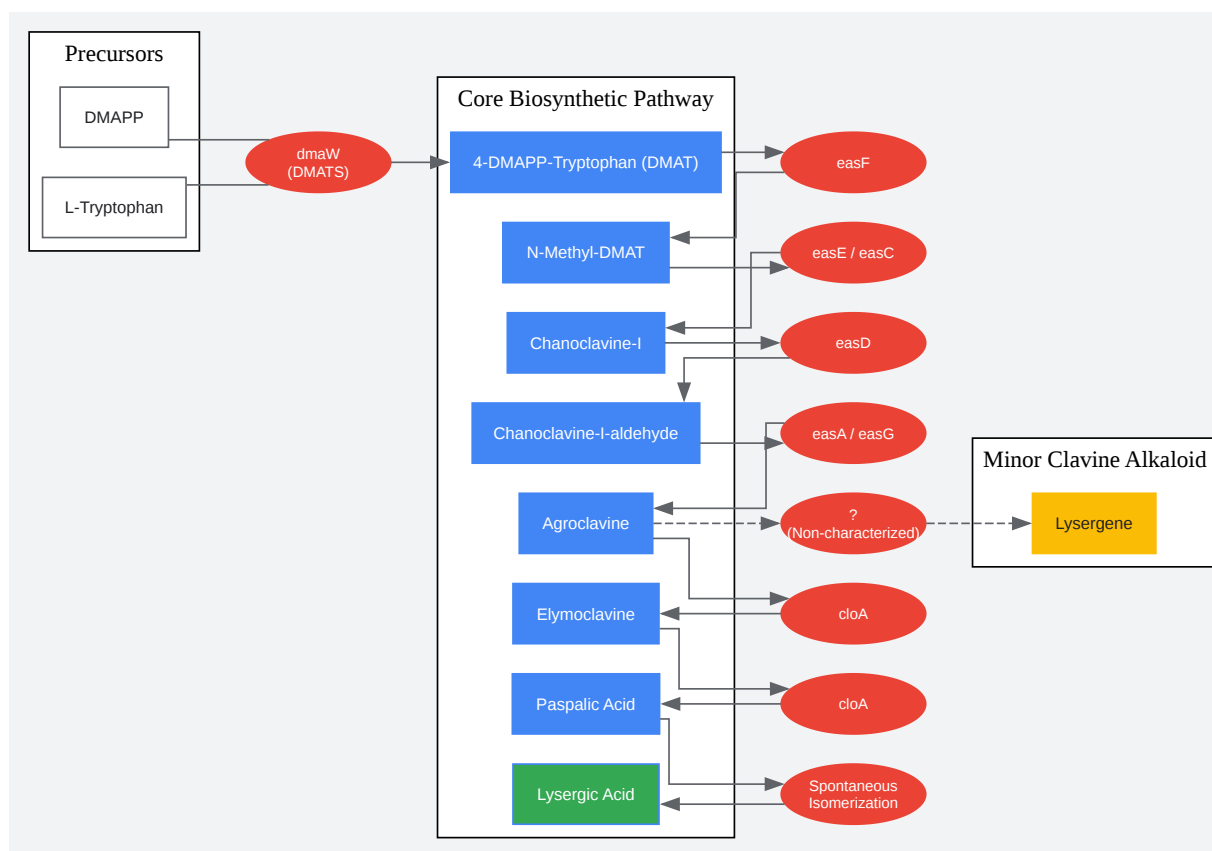 Precursors
DMAPP
L-Tryptophan
dmaW
(DMATS)
Core Biosynthetic Pathway
4-DMAPP-Tryptophan (DMAT)
easF
N-Methyl-DMAT
easE / easC
Chanoclavine-I
easD
Chanoclavine-I-aldehyde
easA / easG
Minor Clavine Alkaloid
Agroclavine
?
(Non-characterized)
Lysergene
Elymoclavine
cloA
Paspalic Acid
cloA
Lysergic Acid
Spontaneous
Isomerization